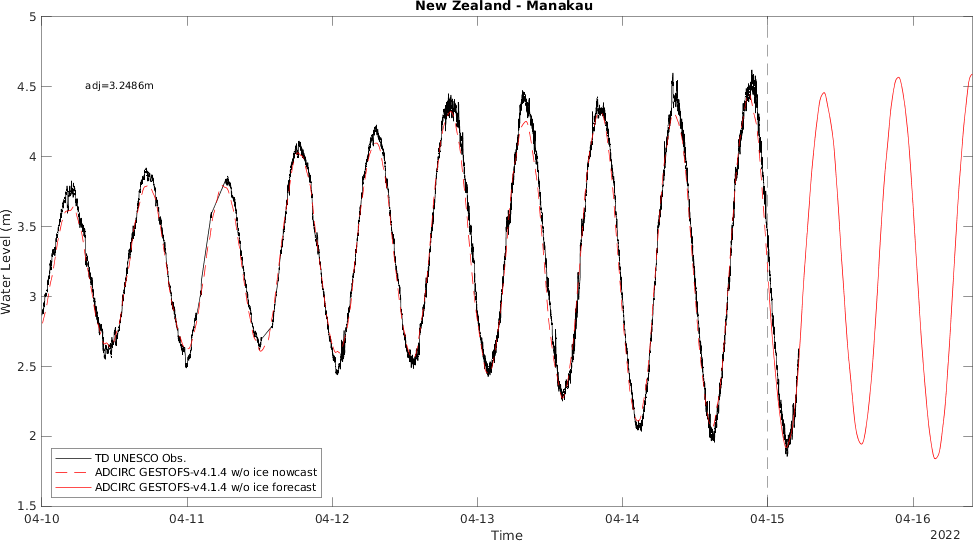 New Zealand - Manakau
5
4.5
4
3.5
3
2.5
2
1.5
Water Level (m)
adj=3.2486m
TD UNESCO Obs.
ADCIRC GESTOFS-v4.1.4 w/o ice nowcast
ADCIRC GESTOFS-v4.1.4 w/o ice forecast
04-10
04-11
04-12
04-13
04-14
04-15
04-16
Time
2022